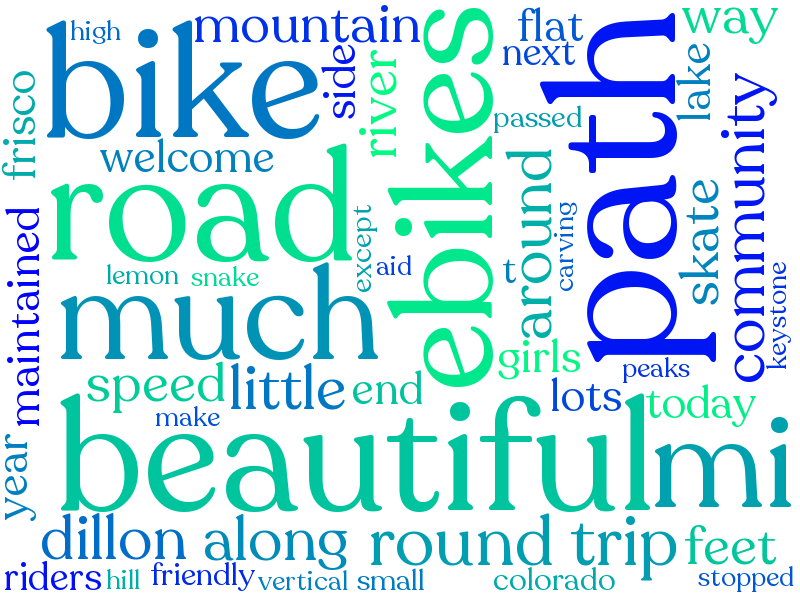 high
mountain
flat
way
bike
next
side
river
ebikes
path
lake
frisco
passed
welcome
community
road
around
skate
except
carving
maintained
lemon
snake
aid
t
keystone
much
girls
peaks
speed
little
end
lots
today
make
beautiful
mi
year
dillon
along
round trip
feet
riders
hill
friendly
vertical
small
colorado
stopped